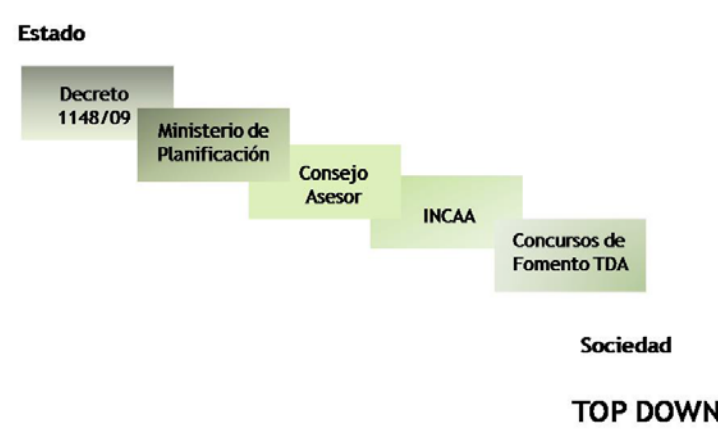 Estado
Decreto
1148/09
Ministerio de
Planificación
Consejo
Asesor
INCAA
Concursos de
Fomento TDA
Sociedad
TOP DOWN